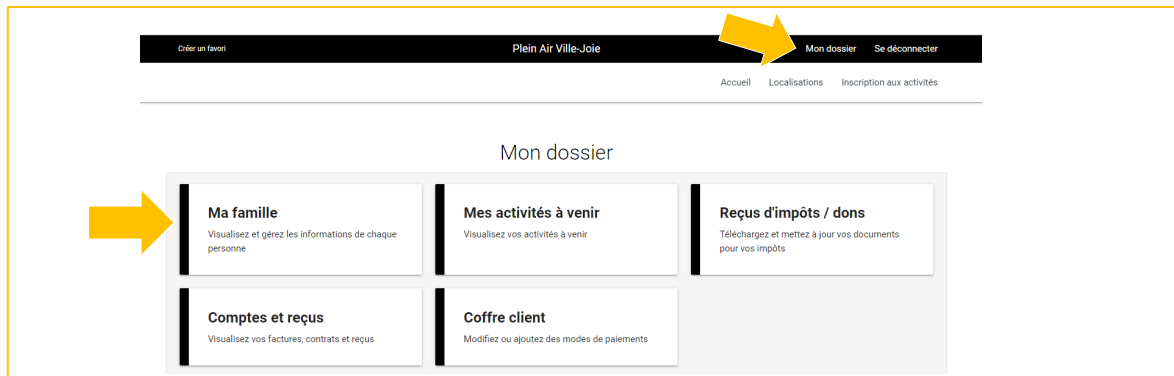 Créer un favori
Plein Air Ville-Joie
Mon dossier
Se déconnecter
Accueil
Localisations
Inscription aux activités
Mon dossier
Ma famille
Visualisez et gérez les informations de chaque
personne
Mes activités à venir
Visualisez vos activités à venir
Reçus d'impôts / dons
Téléchargez et mettez à jour vos documents
pour vos impôts
Comptes et reçus
Visualisez vos factures, contrats et reçus
Coffre client
Modifiez ou ajoutez des modes de paiements